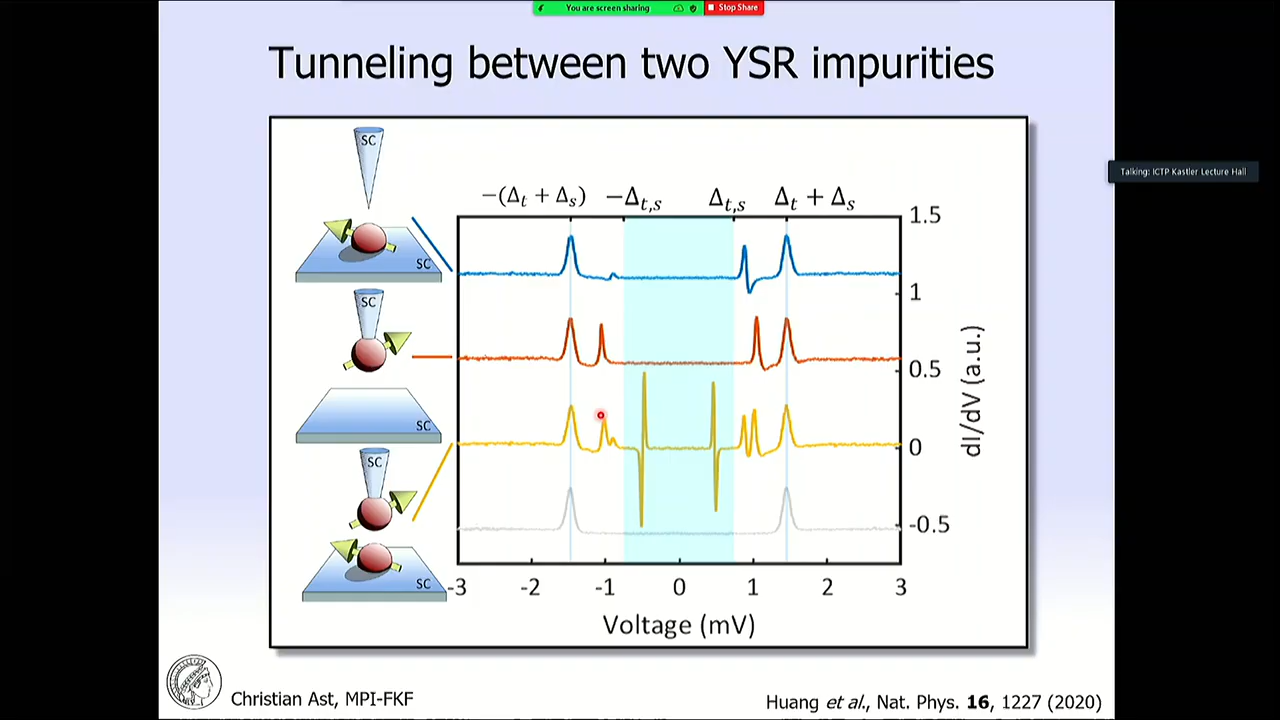 You are screen sharing
Stop Share
Tunneling between two YSR impurities
Talking: ICTP Kastler Lecture Hall
SC
SC
SC
SC
SC
SC
−(Δt + Δs) −Δt,s Δt,s Δt + Δs
1.5
1
0.5
0
-0.5
dI/dV (a.u.)
-3 -2 -1 0 1 2 3
Voltage (mV)
Christian Ast, MPI-FKF
Huang et al., Nat. Phys. 16, 1227 (2020)